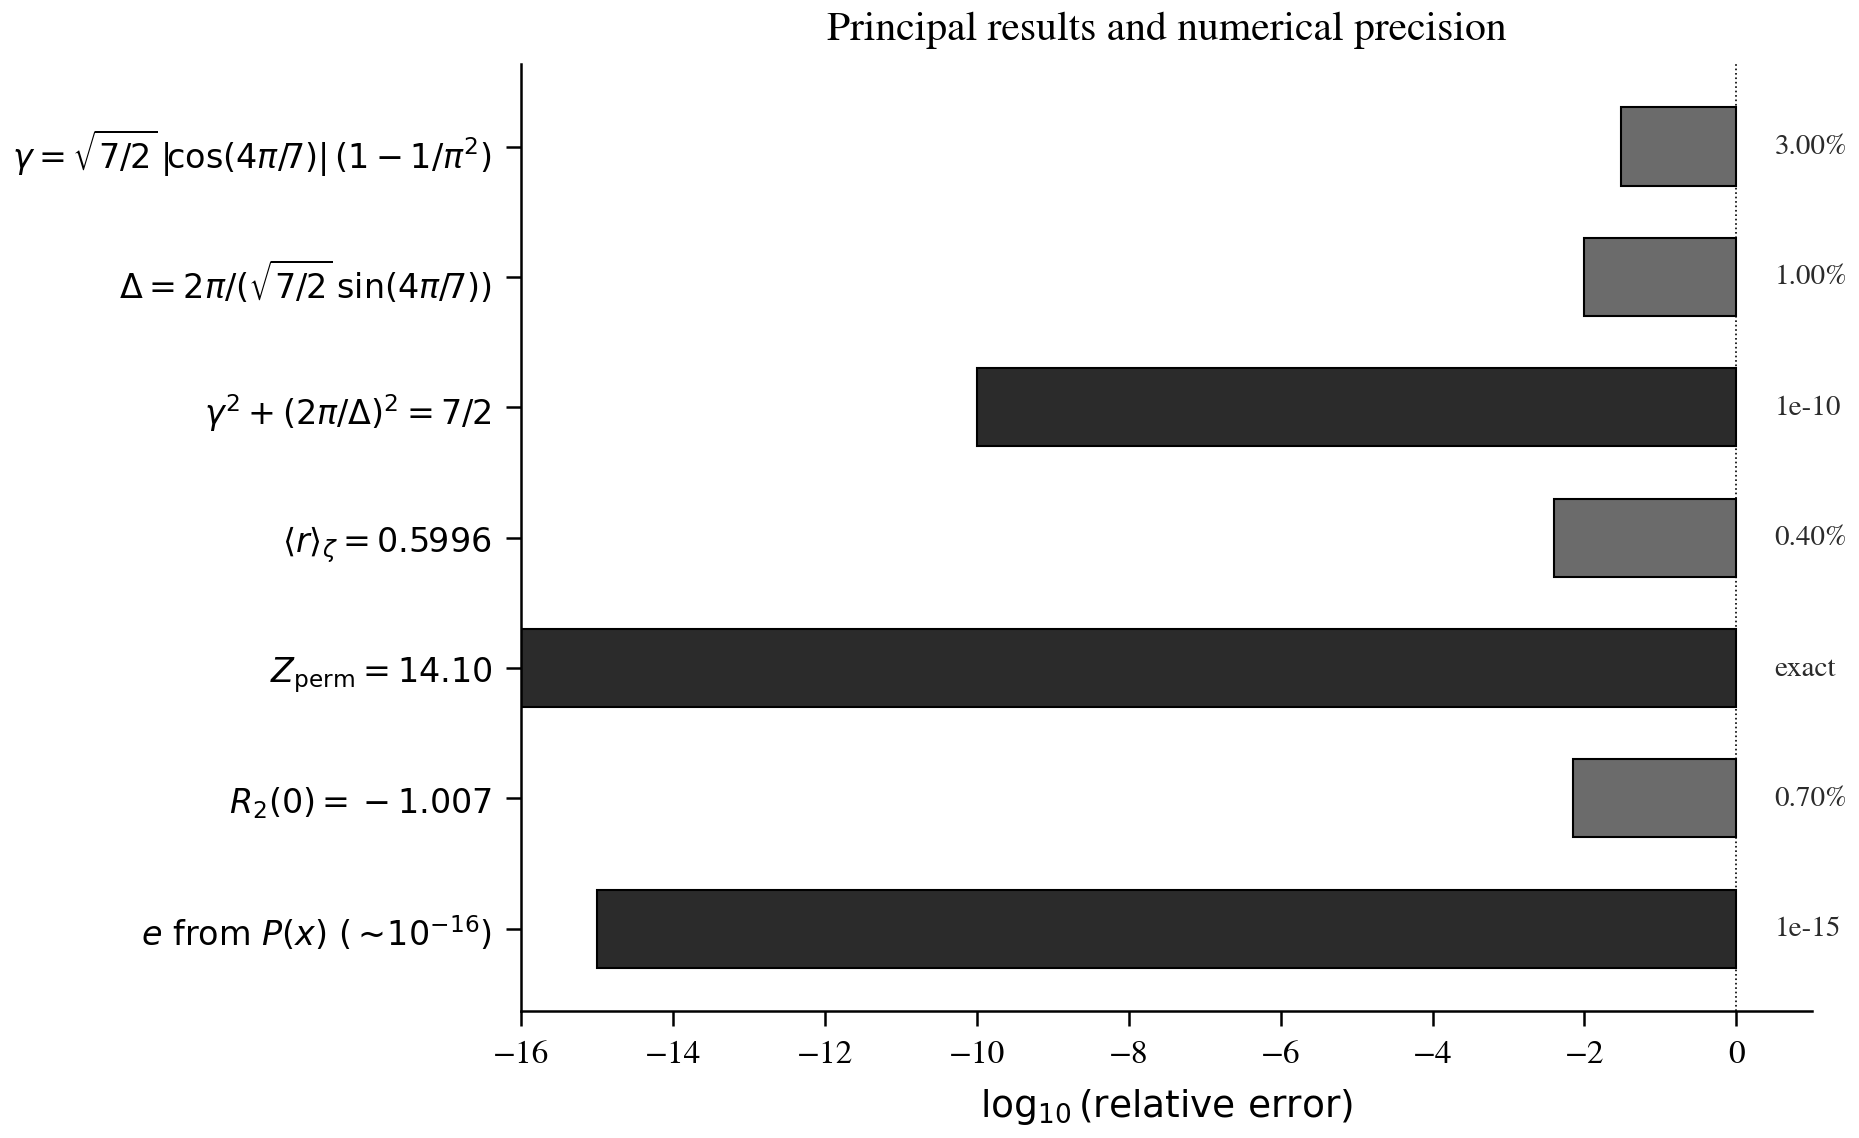 Principal results and numerical precision
γ = √7/2 |cos(4π/7)| (1 − 1/π²)
3.00%
Δ = 2π/(√7/2 sin(4π/7))
1.00%
γ² + (2π/Δ)² = 7/2
1e-10
⟨r⟩ζ = 0.5996
0.40%
Zperm = 14.10
exact
R₂(0) = −1.007
0.70%
e from P(x) (∼10⁻¹⁶)
1e-15
−16 −14 −12 −10 −8 −6 −4 −2 0
log₁₀(relative error)